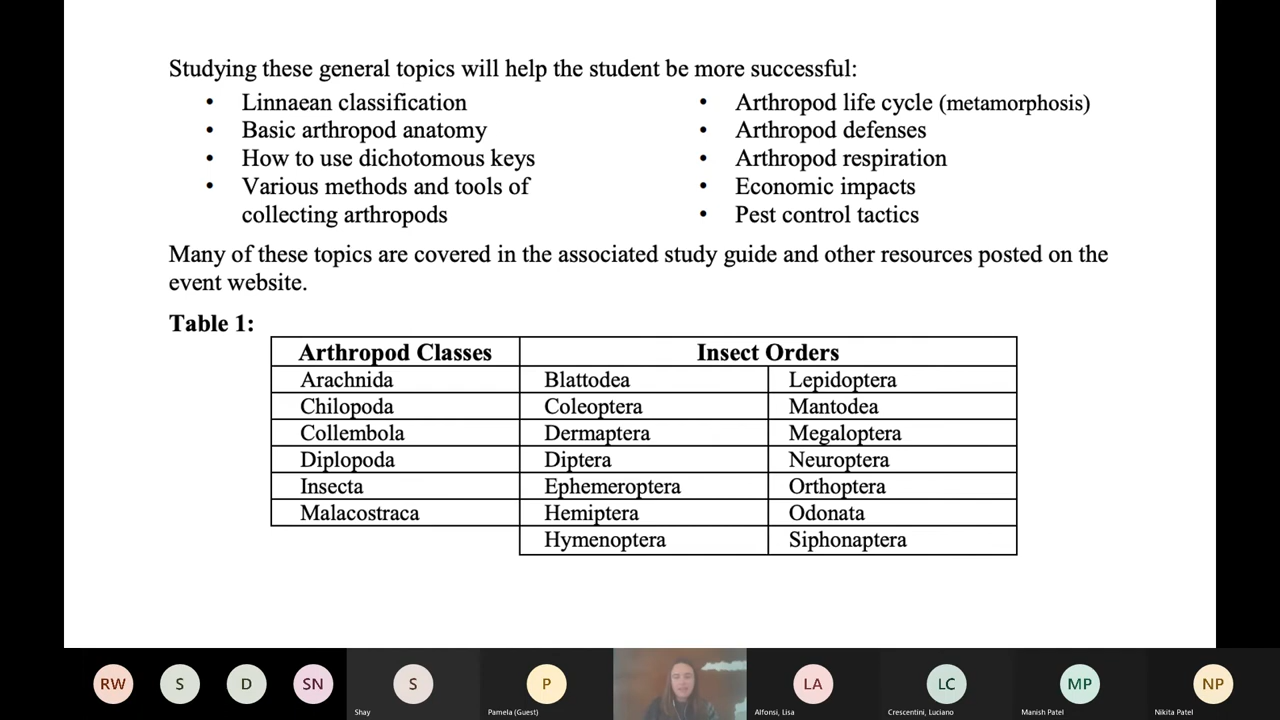 Studying these general topics will help the student be more successful:
• Linnaean classification
• Basic arthropod anatomy
• How to use dichotomous keys
• Various methods and tools of
collecting arthropods
• Arthropod life cycle (metamorphosis)
• Arthropod defenses
• Arthropod respiration
• Economic impacts
• Pest control tactics
Many of these topics are covered in the associated study guide and other resources posted on the
event website.
Table 1:
Arthropod Classes Insect Orders
Arachnida Blattodea Lepidoptera
Chilopoda Coleoptera Mantodea
Collembola Dermaptera Megaloptera
Diplopoda Diptera Neuroptera
Insecta Ephemeroptera Orthoptera
Malacostraca Hemiptera Odonata
Hymenoptera Siphonaptera
RW S D SN S P LA LC MP NP
Shay Pamela (Guest) Alfonsi, Lisa Crescentini, Luciano Manish Patel Nikita Patel